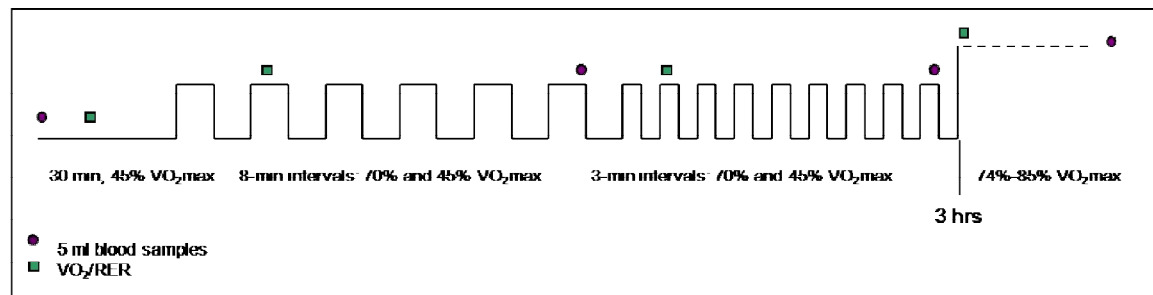 30 min, 45% VO₂max 8-min intervals: 70% and 45% VO₂max 3-min intervals: 70% and 45% VO₂max 74%-85% VO₂max
3 hrs
5 ml blood samples
VO₂/RER